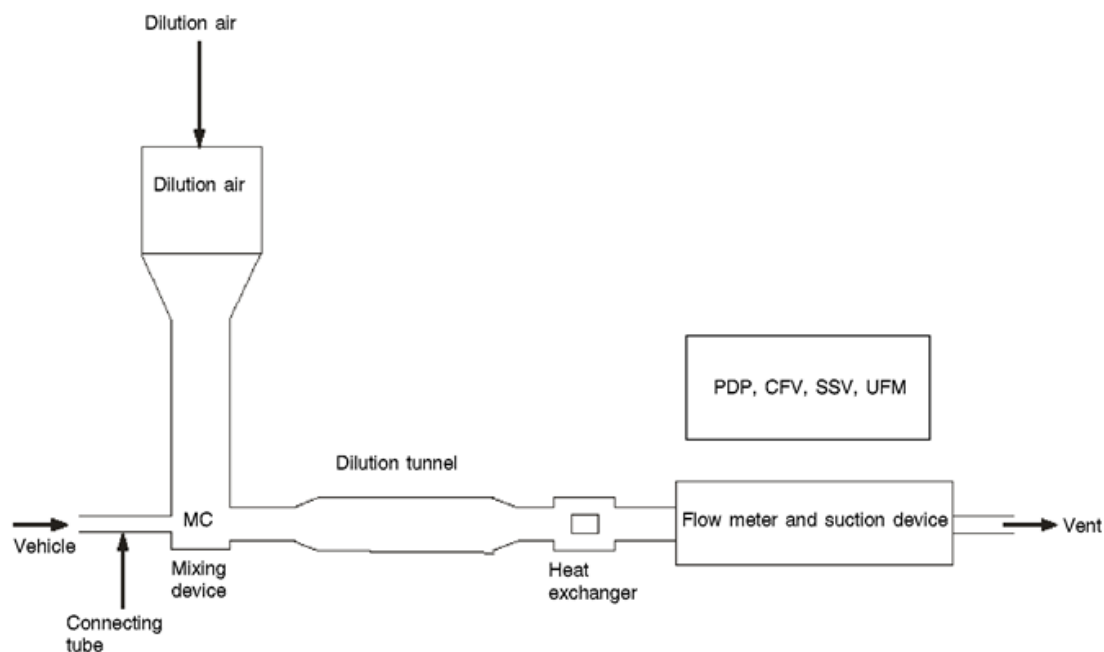 Dilution air
Dilution air
PDP, CFV, SSV, UFM
Dilution tunnel
MC
Flow meter and suction device
Vehicle
Vent
Mixing
device
Heat
exchanger
Connecting
tube